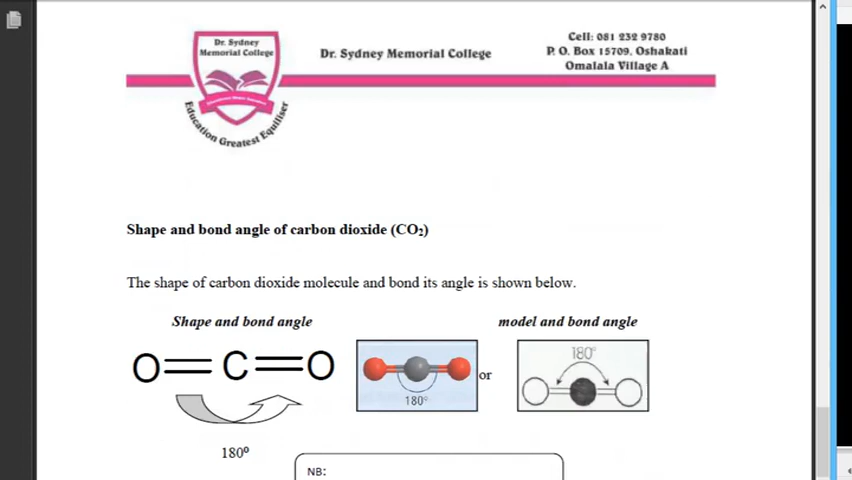 Dr. Sydney
Memorial College
Education Greatest Equiliser
Dr. Sydney Memorial College
Cell: 081 232 9780
P. O. Box 15709, Oshakati
Omalala Village A
Shape and bond angle of carbon dioxide (CO₂)
The shape of carbon dioxide molecule and bond its angle is shown below.
Shape and bond angle
model and bond angle
O=C=O
180°
or
180°
180⁰
NB: